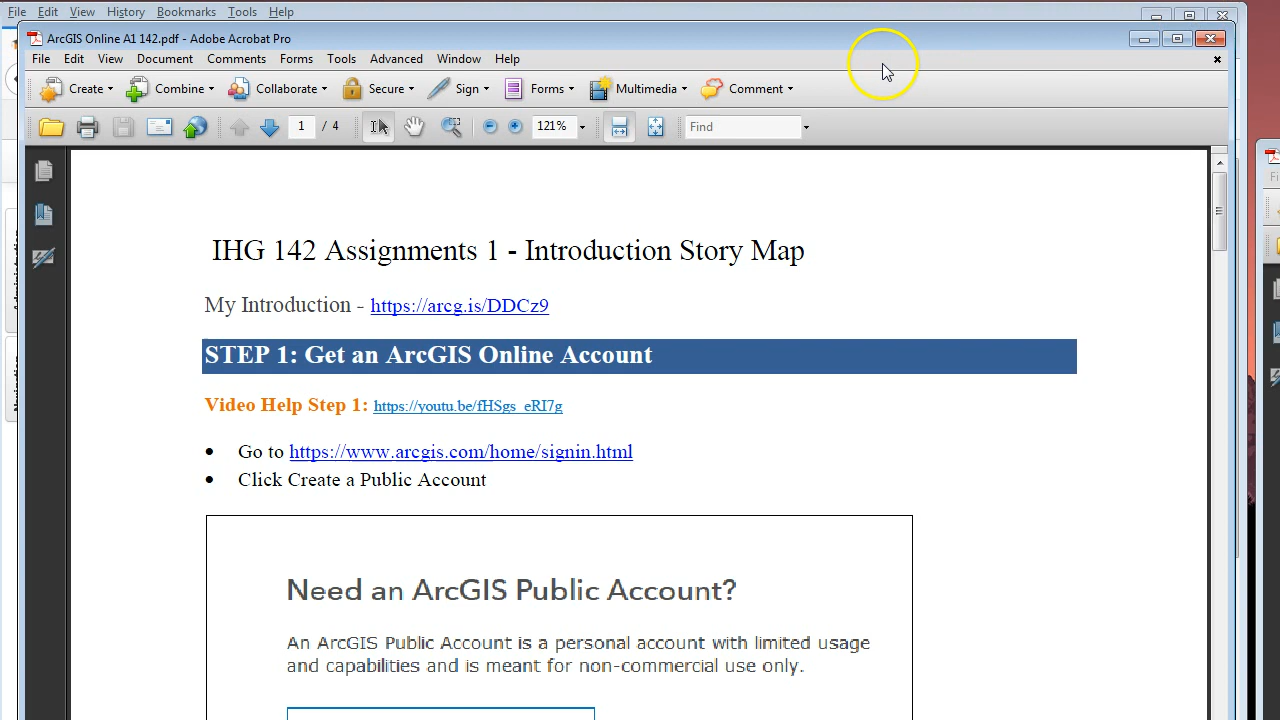 File Edit View History Bookmarks Tools Help
ArcGIS Online A1 142.pdf - Adobe Acrobat Pro
File Edit View Document Comments Forms Tools Advanced Window Help
Create Combine Collaborate Secure Sign Forms Multimedia Comment
1 / 4 121% Find
IHG 142 Assignments 1 - Introduction Story Map
My Introduction - https://arcg.is/DDCz9
STEP 1: Get an ArcGIS Online Account
Video Help Step 1: https://youtu.be/fHSgs_eRI7g
• Go to https://www.arcgis.com/home/signin.html
• Click Create a Public Account
Need an ArcGIS Public Account?
An ArcGIS Public Account is a personal account with limited usage
and capabilities and is meant for non-commercial use only.